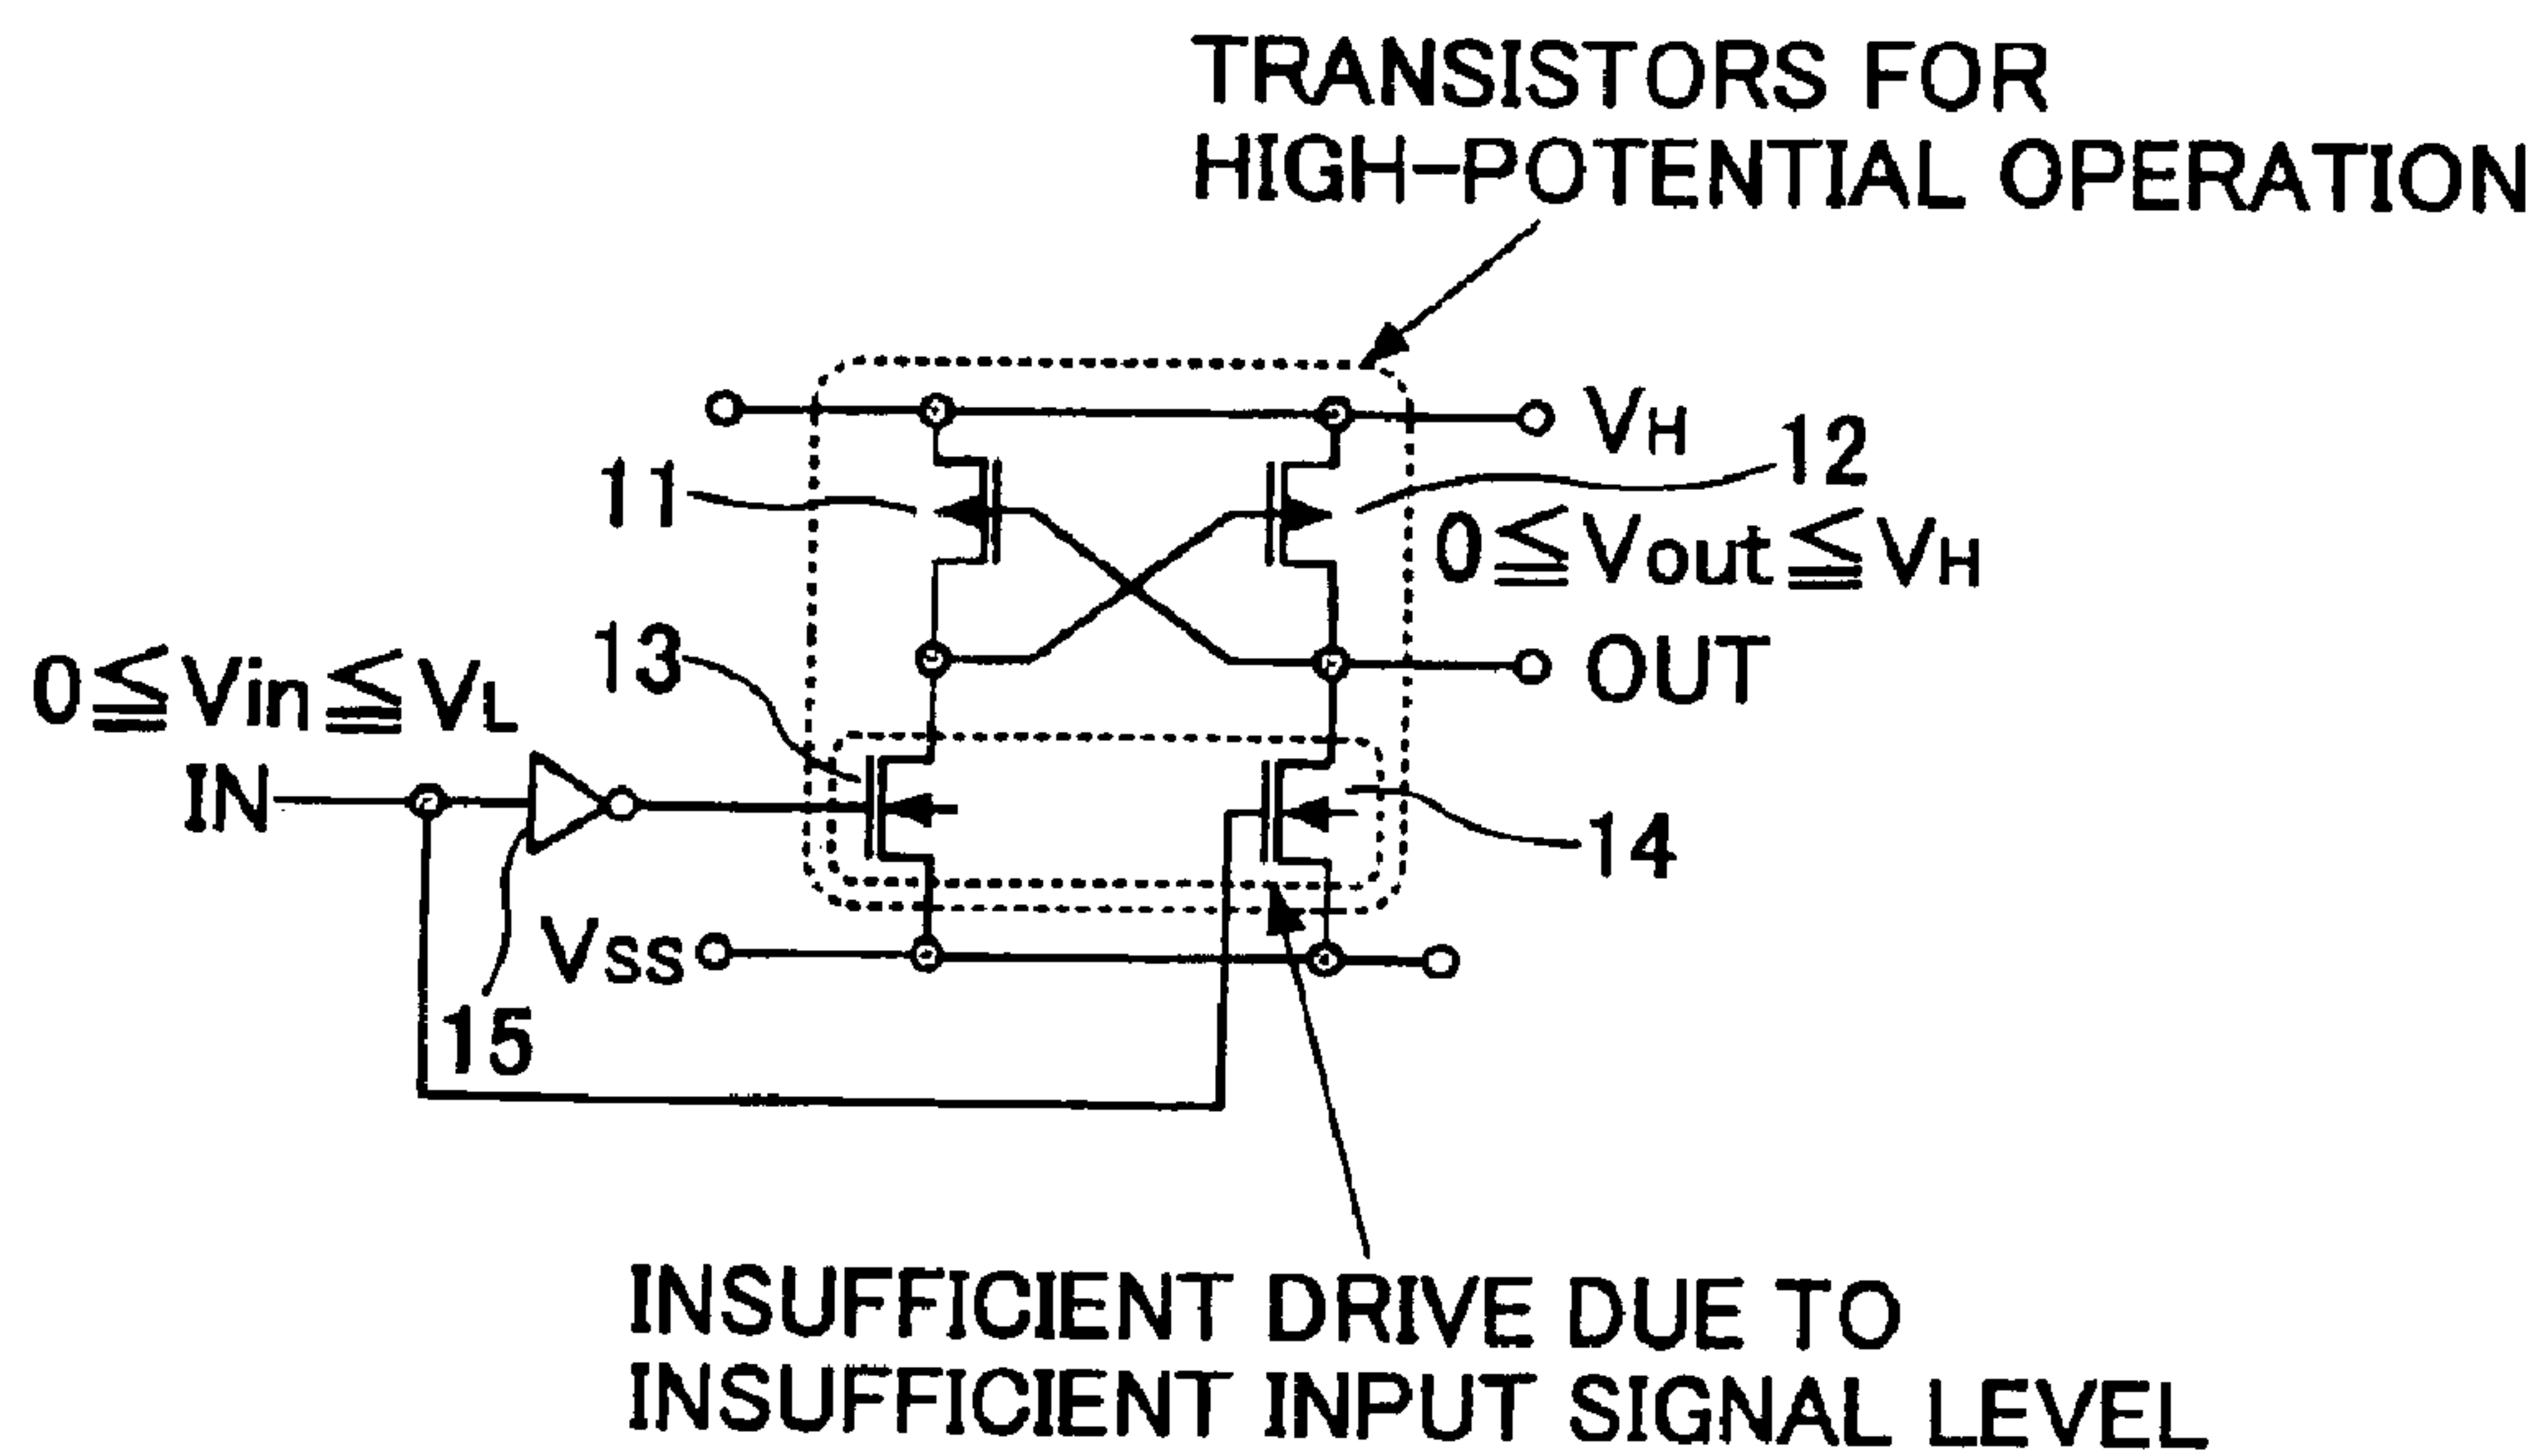 TRANSISTORS FOR
HIGH-POTENTIAL OPERATION
VH
11
12
0≦Vout≦VH
13
0≦Vin≦VL
OUT
IN
14
VSS
15
INSUFFICIENT DRIVE DUE TO
INSUFFICIENT INPUT SIGNAL LEVEL